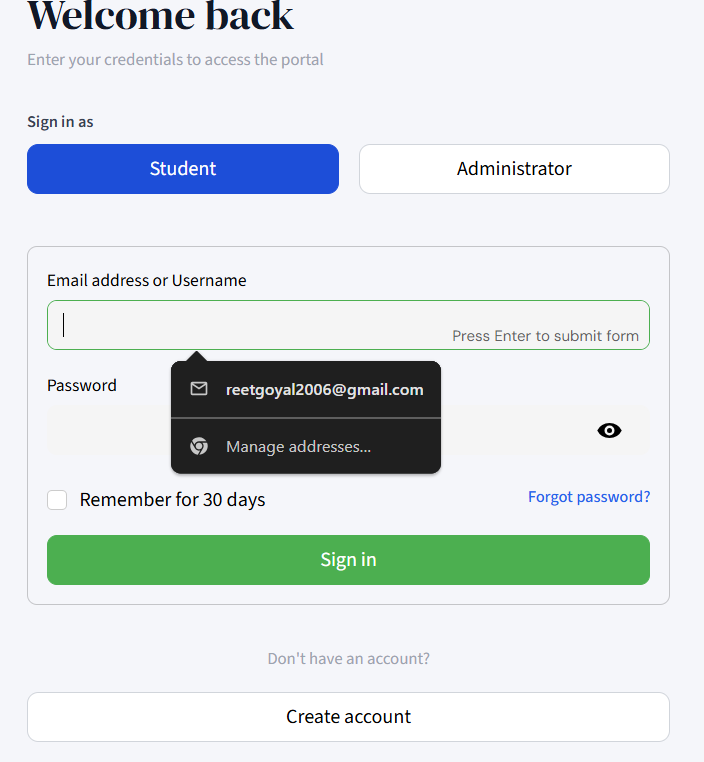 Welcome back
Enter your credentials to access the portal
Sign in as
Student
Administrator
Email address or Username
Press Enter to submit form
reetgoyal2006@gmail.com
Manage addresses...
Password
Remember for 30 days
Forgot password?
Sign in
Don't have an account?
Create account